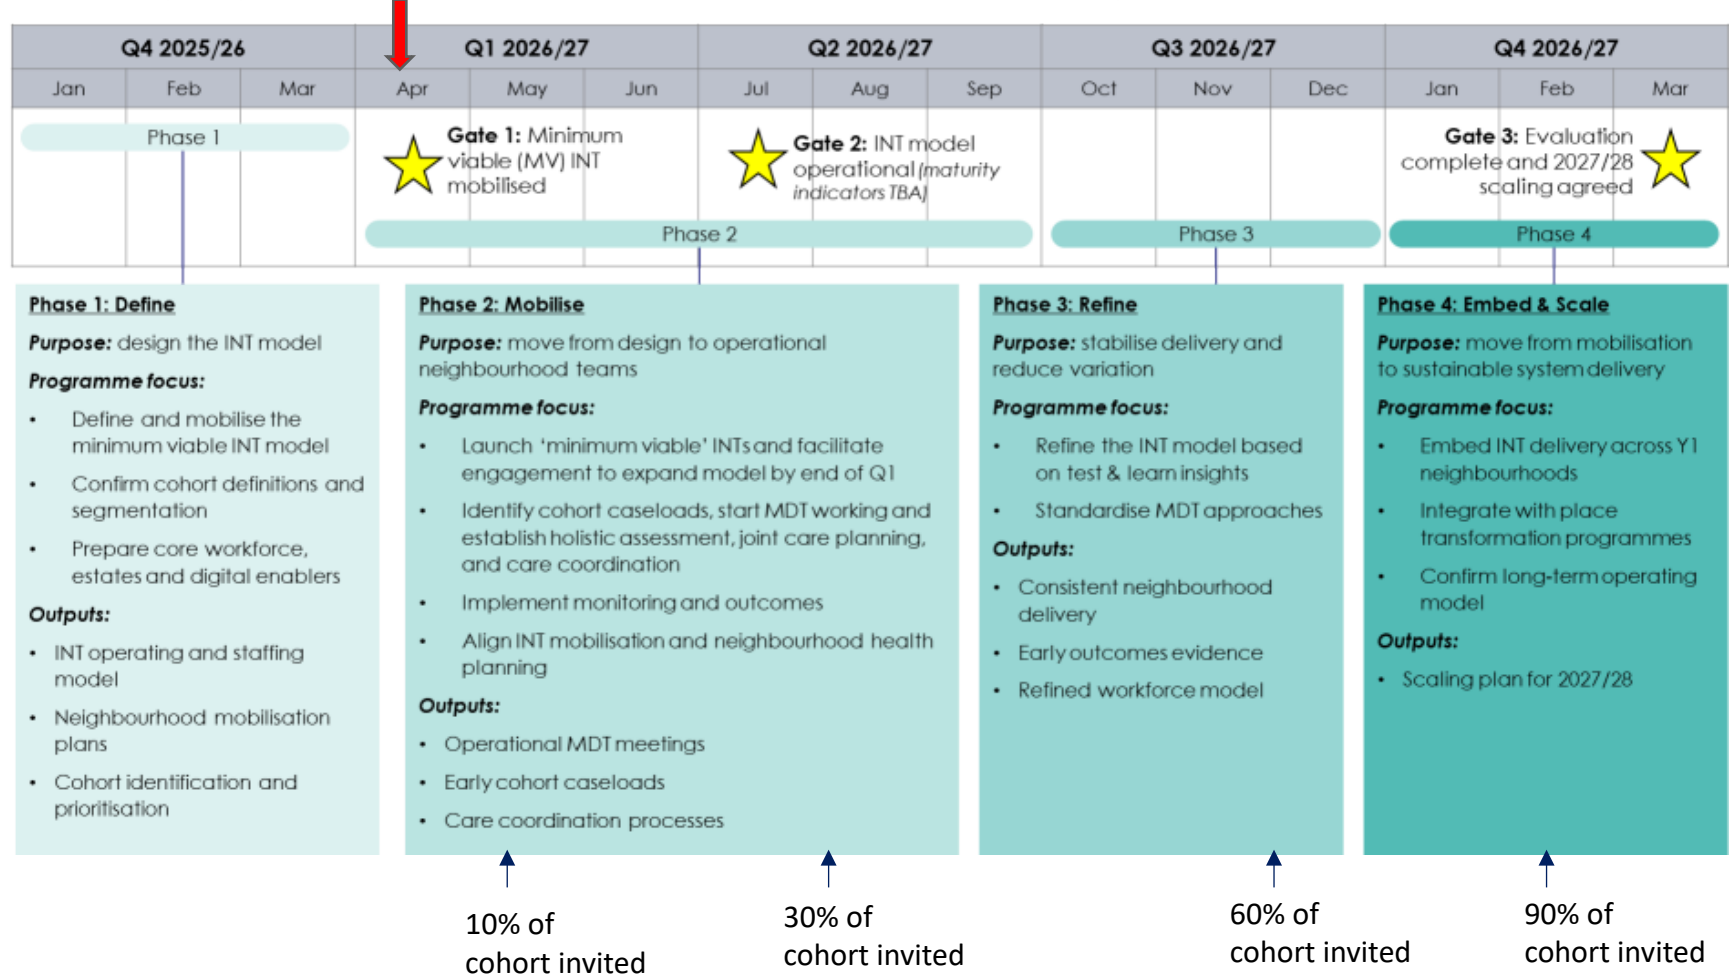 Q4 2025/26
Q1 2026/27
Q2 2026/27
Q3 2026/27
Q4 2026/27
Jan
Feb
Mar
Apr
May
Jun
Jul
Aug
Sep
Oct
Nov
Dec
Jan
Feb
Mar
Phase 1
Gate 1: Minimum
viable (MV) INT
mobilised
Gate 2: INT model
operational (maturity
indicators TBA)
Gate 3: Evaluation
complete and 2027/28
scaling agreed
Phase 2
Phase 3
Phase 4
Phase 1: Define
Purpose: design the INT model
Programme focus:
• Define and mobilise the
minimum viable INT model
• Confirm cohort definitions and
segmentation
• Prepare core workforce,
estates and digital enablers
Outputs:
• INT operating and staffing
model
• Neighbourhood mobilisation
plans
• Cohort identification and
prioritisation
Phase 2: Mobilise
Purpose: move from design to operational
neighbourhood teams
Programme focus:
• Launch ‘minimum viable’ INTs and facilitate
engagement to expand model by end of Q1
• Identify cohort caseloads, start MDT working and
establish holistic assessment, joint care planning,
and care coordination
• Implement monitoring and outcomes
• Align INT mobilisation and neighbourhood health
planning
Outputs:
• Operational MDT meetings
• Early cohort caseloads
• Care coordination processes
Phase 3: Refine
Purpose: stabilise delivery and
reduce variation
Programme focus:
• Refine the INT model based
on test & learn insights
• Standardise MDT approaches
Outputs:
• Consistent neighbourhood
delivery
• Early outcomes evidence
• Refined workforce model
Phase 4: Embed & Scale
Purpose: move from mobilisation
to sustainable system delivery
Programme focus:
• Embed INT delivery across Y1
neighbourhoods
• Integrate with place
transformation programmes
• Confirm long-term operating
model
Outputs:
• Scaling plan for 2027/28
10% of
cohort invited
30% of
cohort invited
60% of
cohort invited
90% of
cohort invited